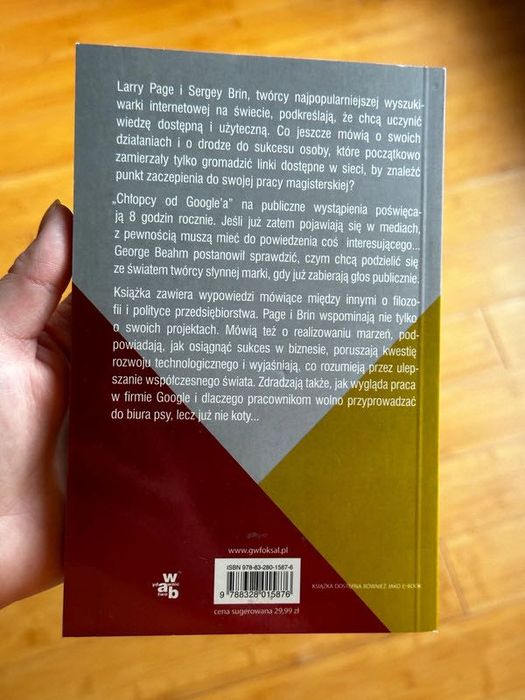 Larry Page i Sergey Brin, twórcy najpopularniejszej wyszuki-
warki internetowej na świecie, podkreślają, że chcą uczynić
wiedzę dostępną i użyteczną. Co jeszcze mówią o swoich
działaniach i o drodze do sukcesu osoby, które początkowo
zamierzały tylko gromadzić linki dostępne w sieci, by znaleźć
punkt zaczepienia do swojej pracy magisterskiej?
„Chłopcy od Google'a” na publiczne wystąpienia poświęca-
ją 8 godzin rocznie. Jeśli już zatem pojawiają się w mediach,
z pewnością muszą mieć do powiedzenia coś interesującego...
George Beahm postanowił sprawdzić, czym chcą podzielić się
ze światem twórcy słynnej marki, gdy już zabierają głos publicznie.
Książka zawiera wypowiedzi mówiące między innymi o filozo-
fii i polityce przedsiębiorstwa. Page i Brin wspominają nie tylko
o swoich projektach. Mówią też o realizowaniu marzeń, pod-
powiadają, jak osiągnąć sukces w biznesie, poruszają kwestię
rozwoju technologicznego i wyjaśniają, co rozumieją przez ulep-
szanie współczesnego świata. Zdradzają także, jak wygląda praca
w firmie Google i dlaczego pracownikom wolno przyprowadzać
do biura psy, lecz już nie koty...
www.gwfoksal.pl
ISBN 978-83-280-1587-6
9 788328 015876
cena sugerowana 29,99 zł
w
a
b
KSIĄŻKA DOSTĘPNA RÓWNIEŻ JAKO E-BOOK